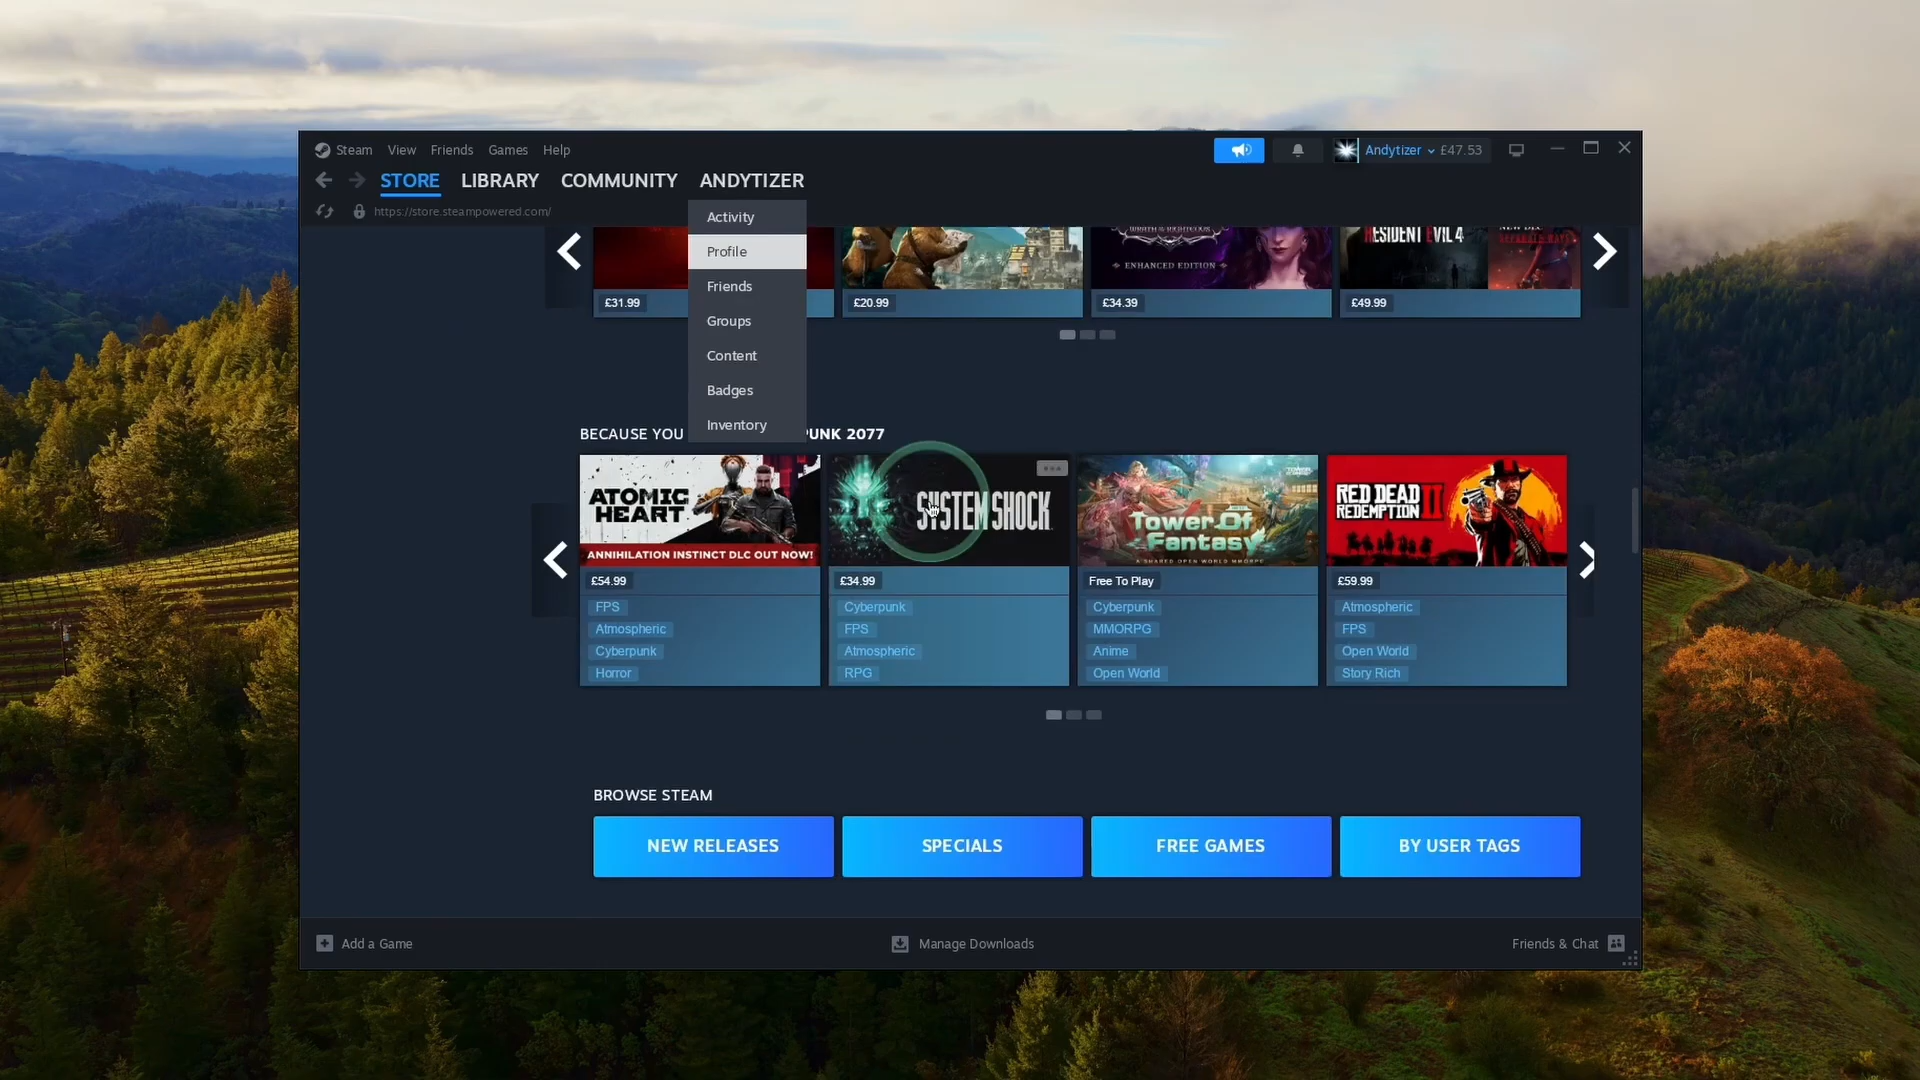 Steam View Friends Games Help
Andytizer £47.53
STORE LIBRARY COMMUNITY ANDYTIZER
https://store.steampowered.com/
Activity
Profile
Friends
Groups
Content
Badges
Inventory
ENHANCED EDITION
RESIDENT EVIL 4
£31.99
£20.99
£34.39
£49.99
BECAUSE YOU
PUNK 2077
ATOMIC HEART
ANNIHILATION INSTINCT DLC OUT NOW!
£54.99
FPS
Atmospheric
Cyberpunk
Horror
SYSTEM SHOCK
£34.99
Cyberpunk
FPS
Atmospheric
RPG
Tower Of
Fantasy
A SHARED OPEN WORLD MMORPG
Free To Play
Cyberpunk
MMORPG
Anime
Open World
RED DEAD
REDEMPTION II
£59.99
Atmospheric
FPS
Open World
Story Rich
BROWSE STEAM
NEW RELEASES
SPECIALS
FREE GAMES
BY USER TAGS
Add a Game
Manage Downloads
Friends & Chat